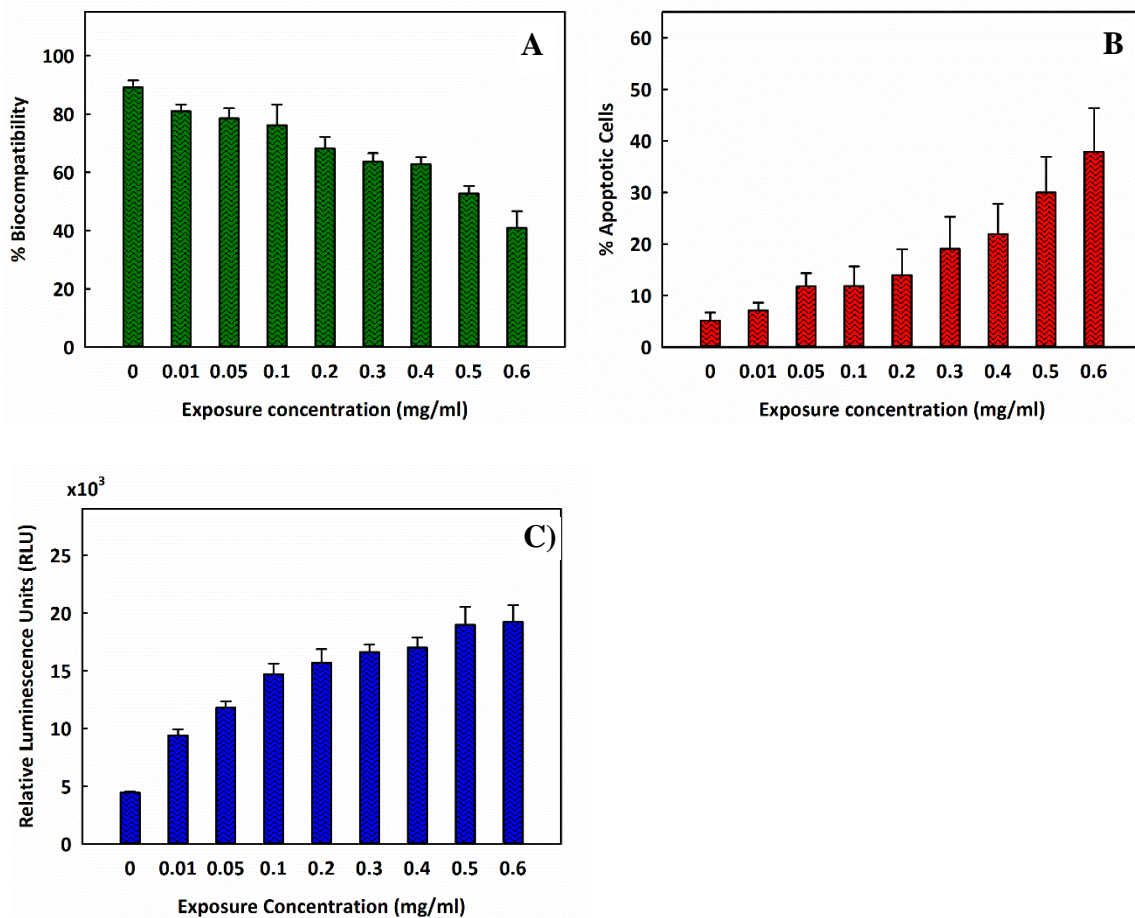 A
% Biocompatibility
100
80
60
40
20
0
0 0.01 0.05 0.1 0.2 0.3 0.4 0.5 0.6
Exposure concentration (mg/ml)
B
% Apoptotic Cells
60
50
40
30
20
10
0
0 0.01 0.05 0.1 0.2 0.3 0.4 0.5 0.6
Exposure concentration (mg/ml)
x10³
C)
Relative Luminescence Units (RLU)
25
20
15
10
5
0
0 0.01 0.05 0.1 0.2 0.3 0.4 0.5 0.6
Exposure Concentration (mg/ml)